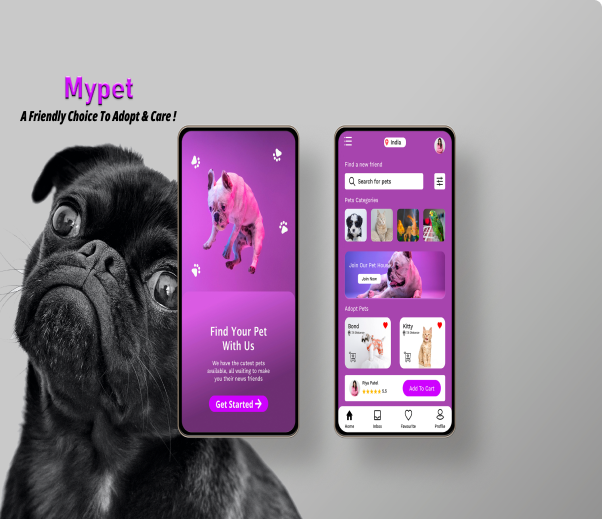 Mypet
A Friendly Choice To Adopt & Care !
Find Your Pet
With Us
We have the cutest pets
available, all waiting to make
you their news friends
Get Started
India
Find a new friend
Search for pets
Pets Categories
Join Our Pet House
Join Now
Adopt Pets
Bond
Kitty
Piya Patel
5.5
Add To Cart
Home
Inbox
Favourite
Profile